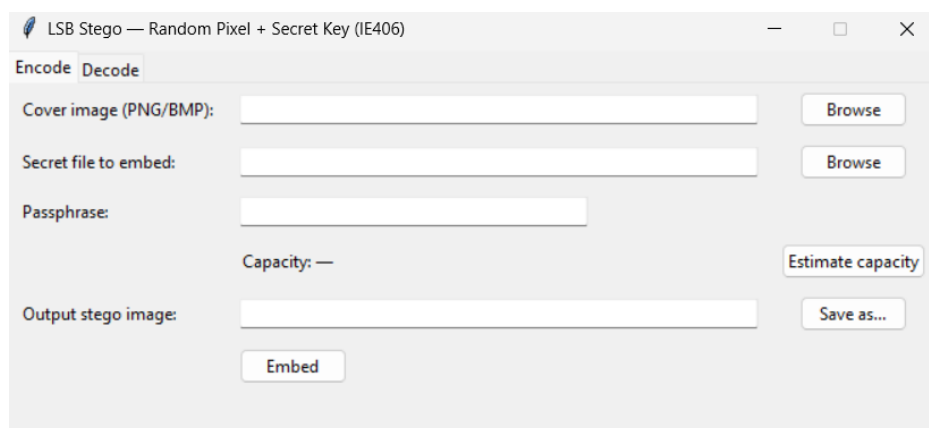 LSB Stego — Random Pixel + Secret Key (IE406)
Encode Decode
Cover image (PNG/BMP): Browse
Secret file to embed: Browse
Passphrase:
Capacity: — Estimate capacity
Output stego image: Save as...
Embed